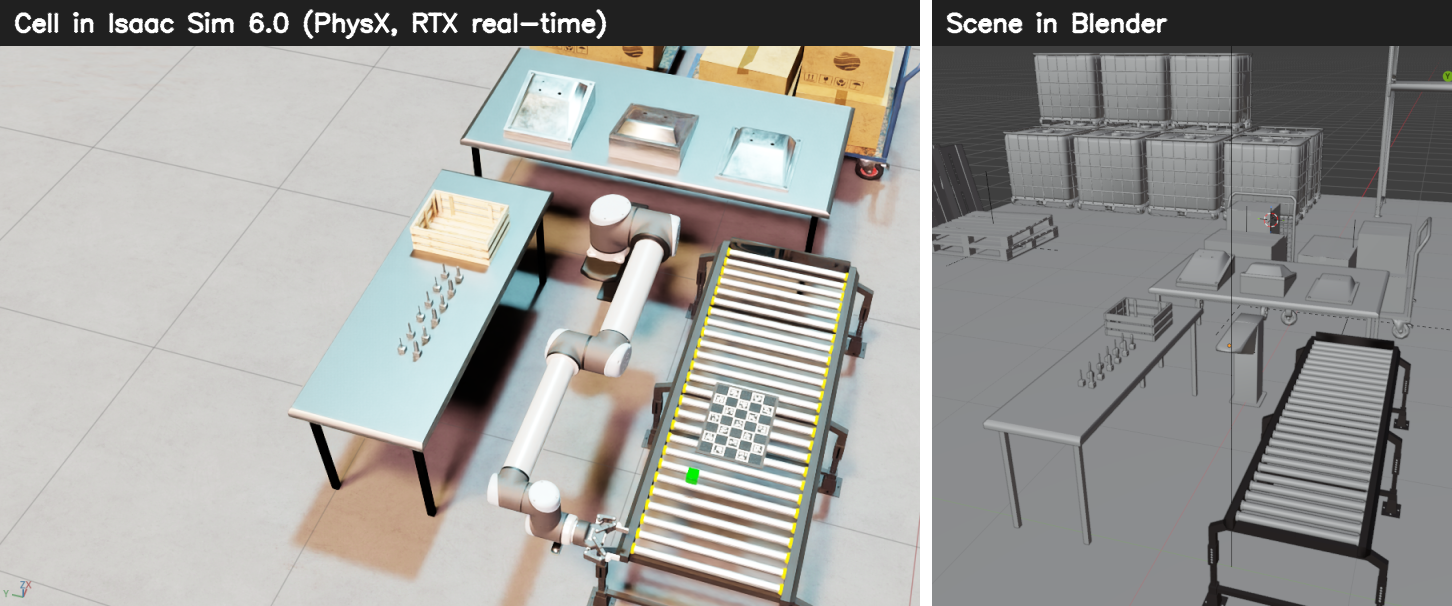 Cell in Isaac Sim 6.0 (PhysX, RTX real-time)
Scene in Blender
Z
X
Y
Y